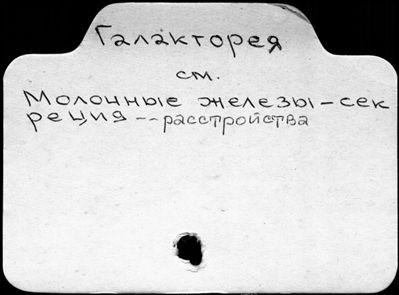 Галакторея
см.
Молочные железы – сек
реция -- расстройства